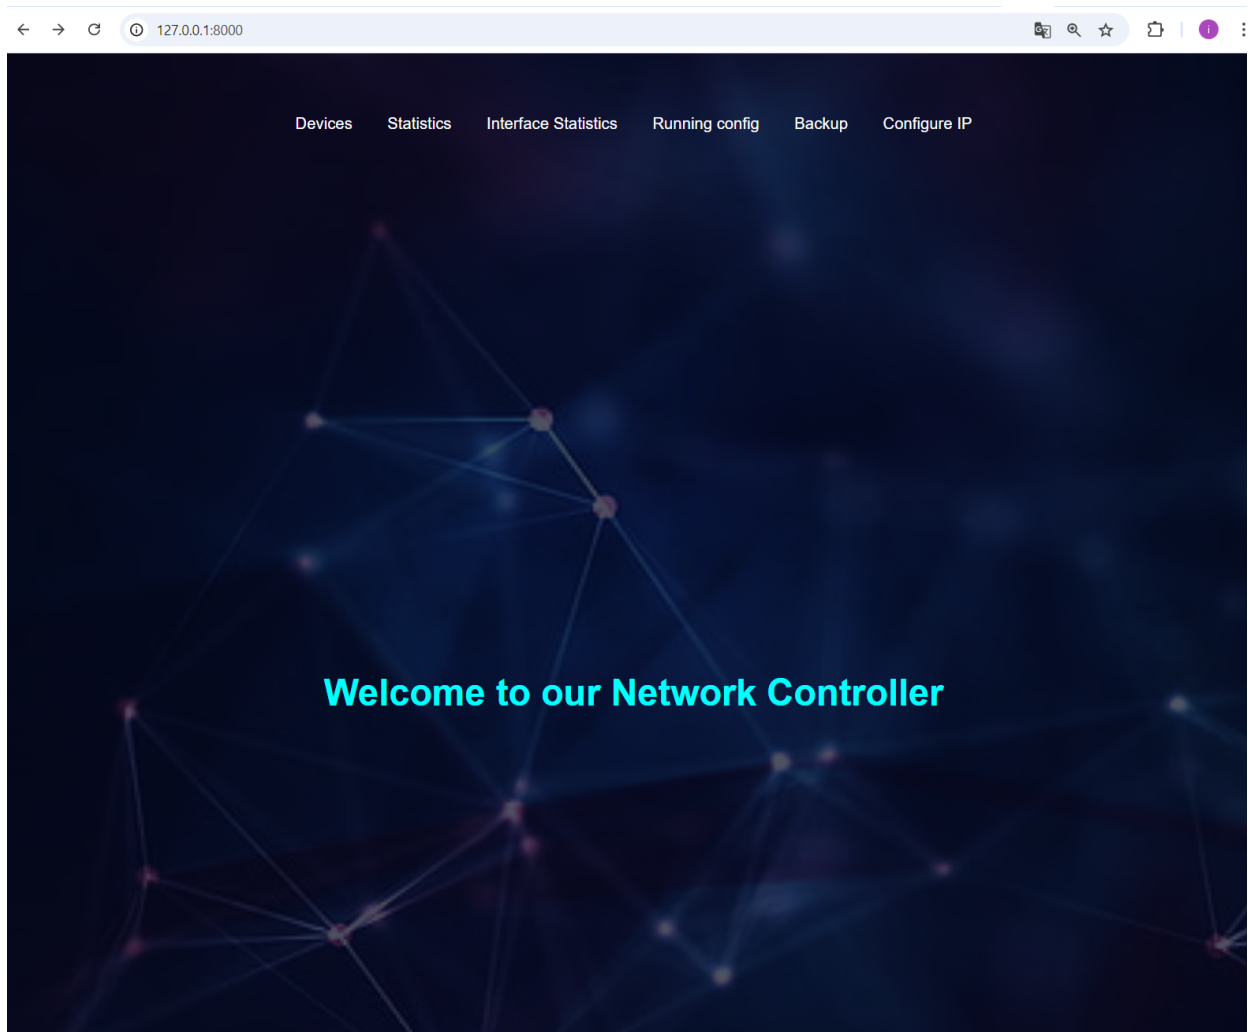 127.0.0.1:8000
i
Devices Statistics Interface Statistics Running config Backup Configure IP
Welcome to our Network Controller